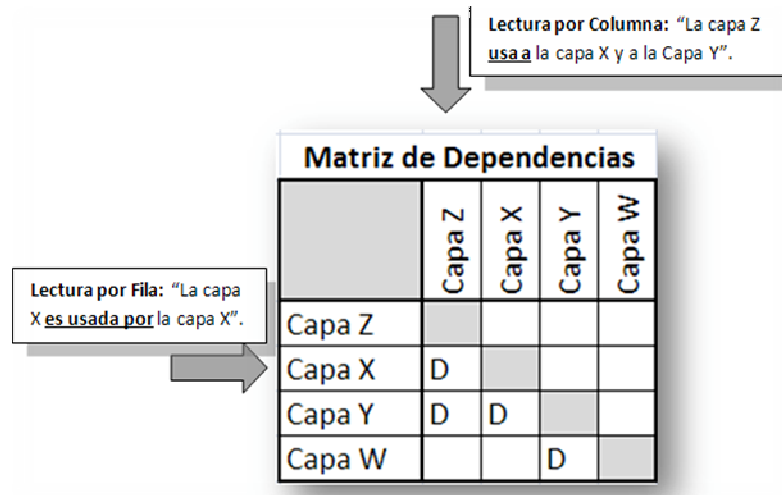 Lectura por Columna: “La capa Z
usa a la capa X y a la Capa Y”.
Matriz de Dependencias
Capa Z
Capa X
Capa Y
Capa W
Lectura por Fila: “La capa
X es usada por la capa X”.
Capa Z
Capa X D
Capa Y D D
Capa W D